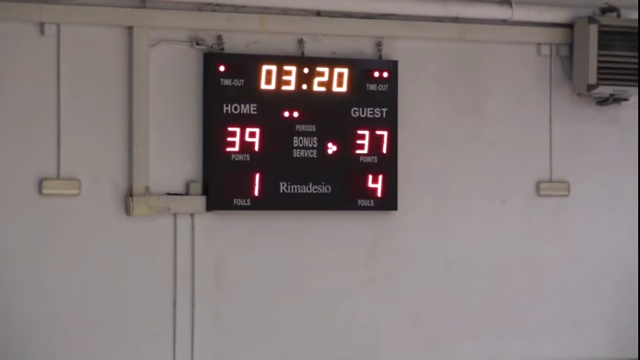 TIME-OUT 03:20 TIME-OUT
HOME GUEST
PERIODS
39 BONUS 37
POINTS SERVICE POINTS
1 Rimadesio 4
FOULS FOULS